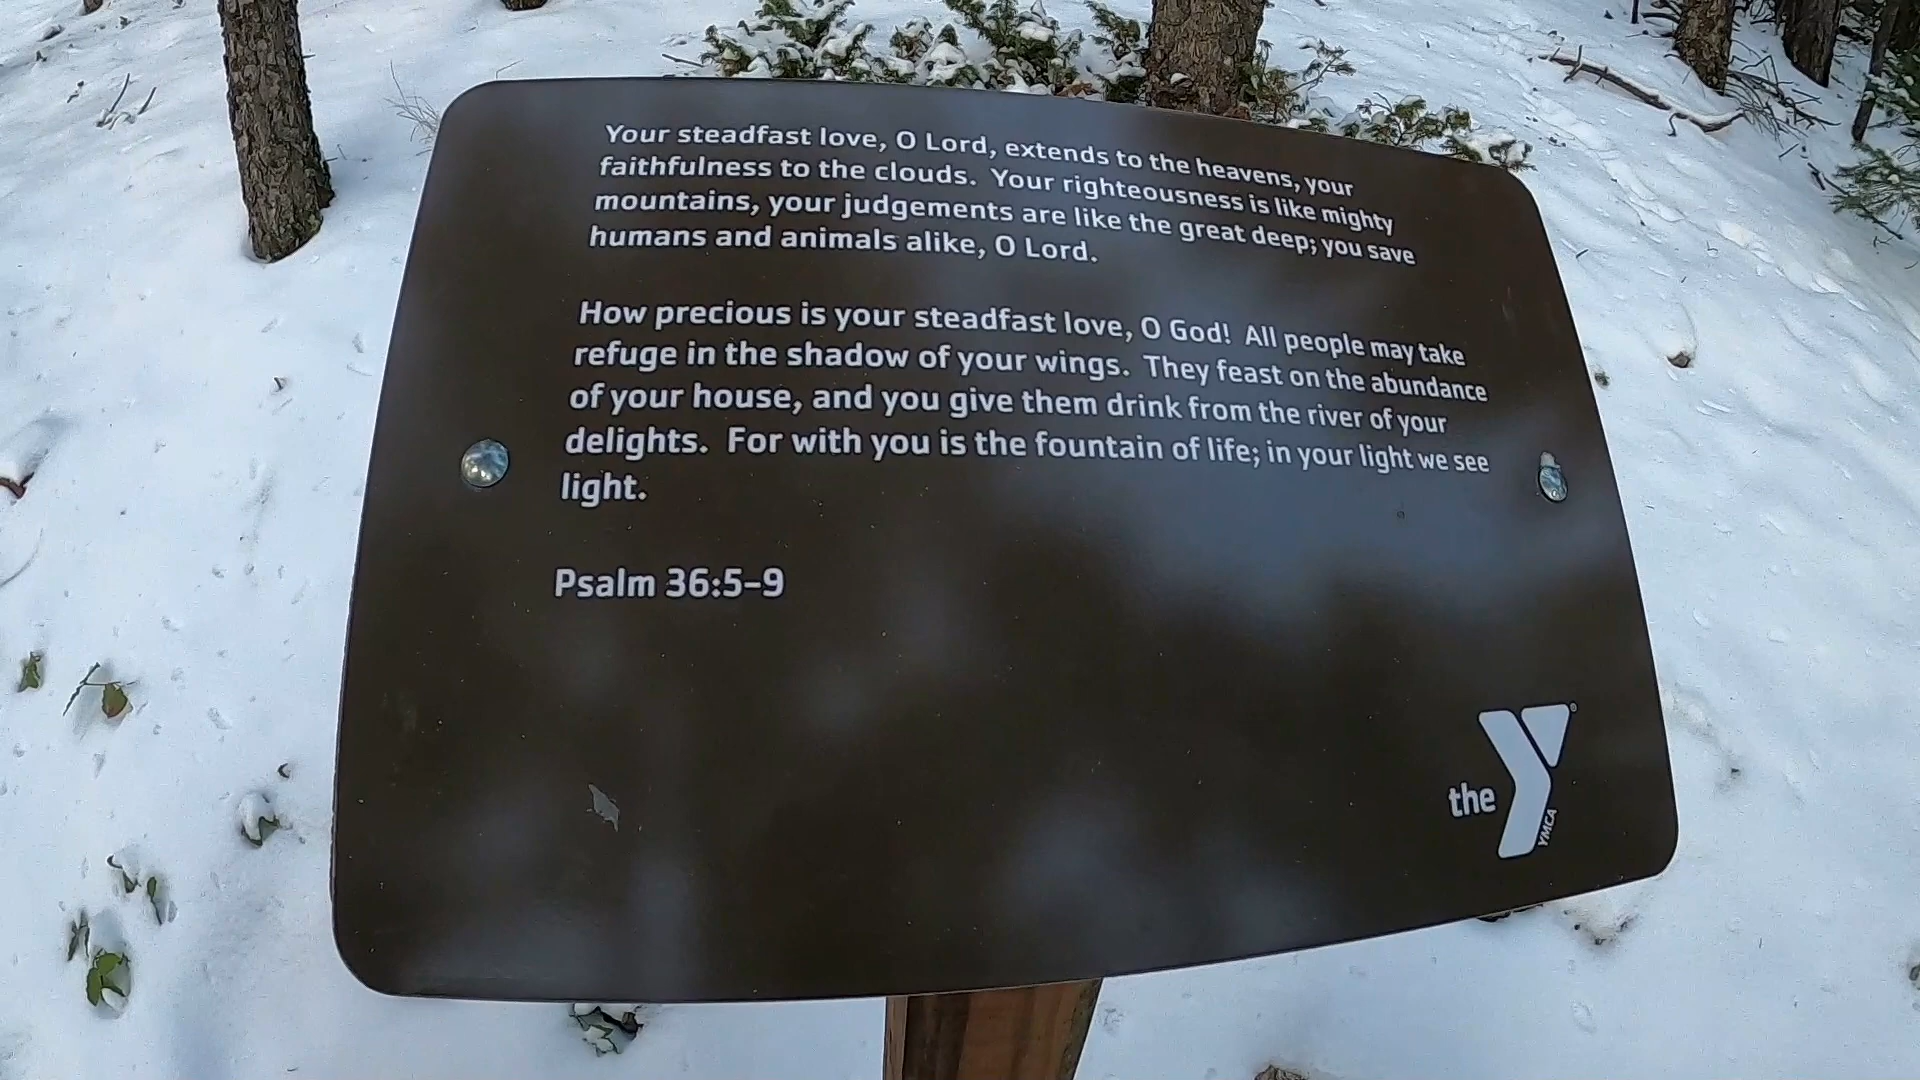 Your steadfast love, O Lord, extends to the heavens, your
faithfulness to the clouds.  Your righteousness is like mighty
mountains, your judgements are like the great deep; you save
humans and animals alike, O Lord.
How precious is your steadfast love, O God!  All people may take
refuge in the shadow of your wings.  They feast on the abundance
of your house, and you give them drink from the river of your
delights.  For with you is the fountain of life; in your light we see
light.
Psalm 36:5–9
the Y®
YMCA